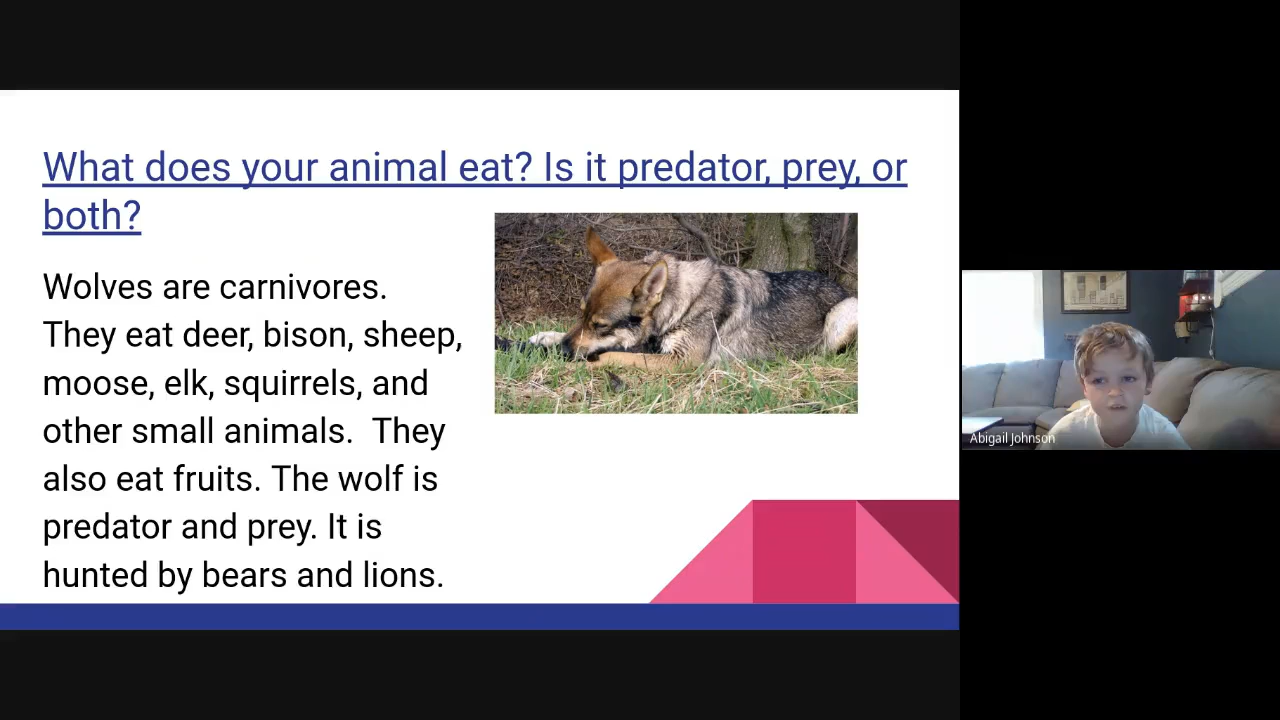 What does your animal eat? Is it predator, prey, or
both?
Wolves are carnivores.
They eat deer, bison, sheep,
moose, elk, squirrels, and
other small animals.  They
also eat fruits. The wolf is
predator and prey. It is
hunted by bears and lions.
Abigail Johnson